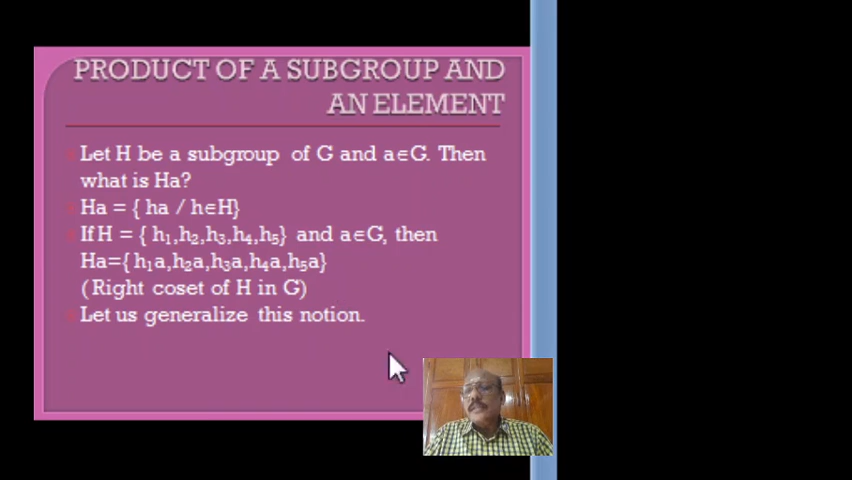 PRODUCT OF A SUBGROUP AND
AN ELEMENT
Let H be a subgroup of G and a∈G. Then
what is Ha?
Ha = { ha / h∈H}
If H = { h₁,h₂,h₃,h₄,h₅} and a∈G, then
Ha={ h₁a,h₂a,h₃a,h₄a,h₅a}
(Right coset of H in G)
Let us generalize this notion.